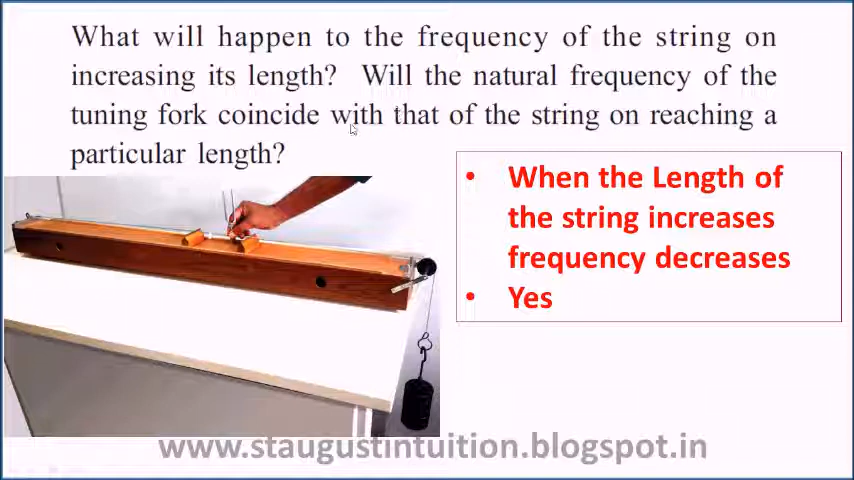 What will happen to the frequency of the string on
increasing its length? Will the natural frequency of the
tuning fork coincide with that of the string on reaching a
particular length?
• When the Length of
the string increases
frequency decreases
• Yes
www.staugustintuition.blogspot.in